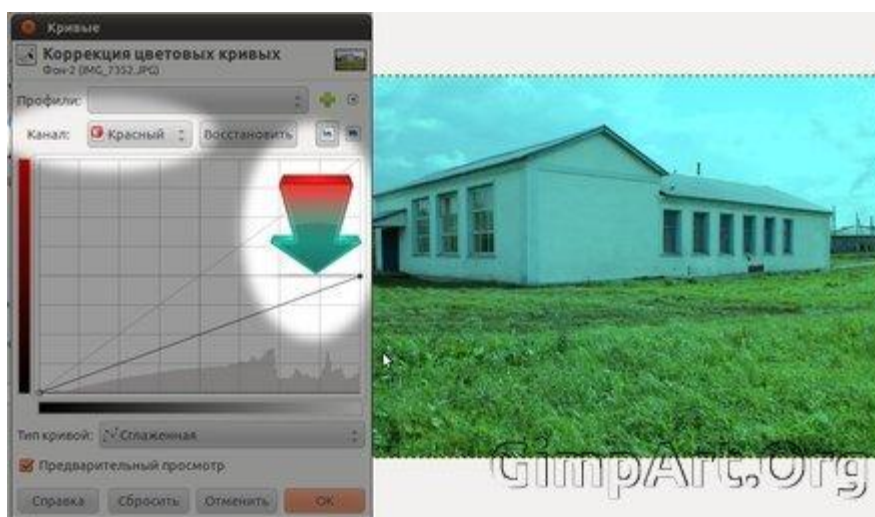 Кривые
Коррекция цветовых кривых
Фон-2 (IMG_7352.JPG)
Профили:
Канал: Красный Восстановить
Тип кривой: Сглаженная
Предварительный просмотр
Справка Сбросить Отменить OK
GimpArt.Org